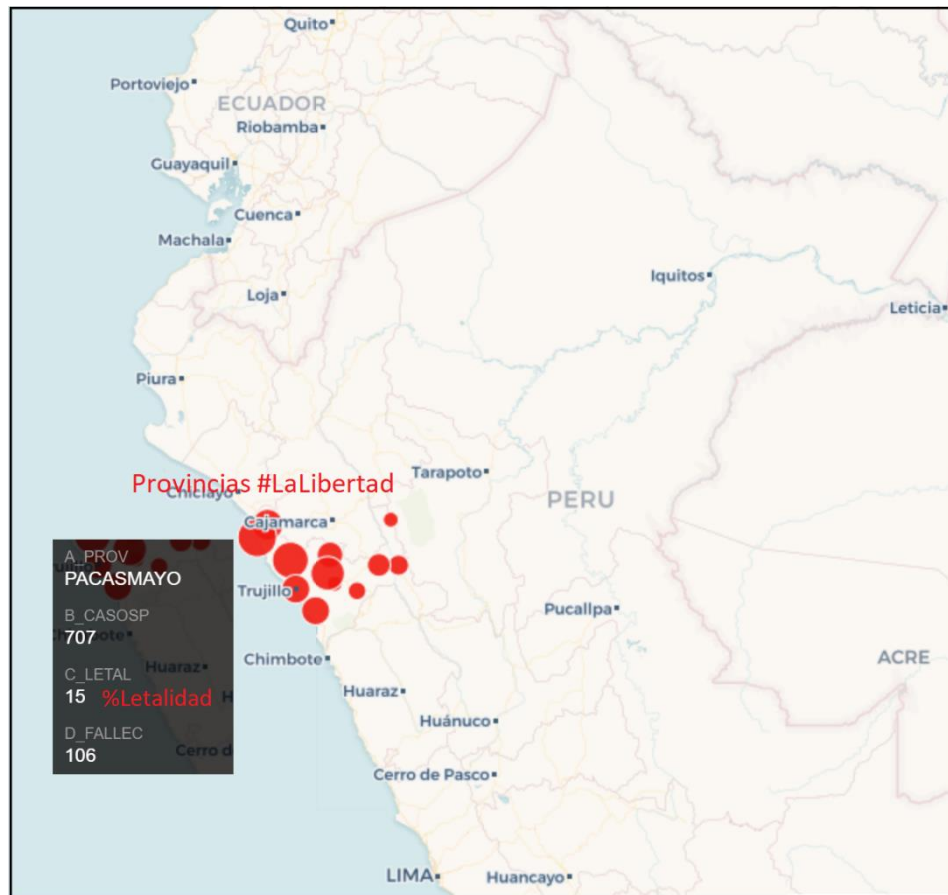 Quito
Portoviejo
ECUADOR
Riobamba
Guayaquil
Cuenca
Machala
Iquitos
Loja
Leticia
Piura
Tarapoto
Provincias #LaLibertad
Chiclayo
PERU
Cajamarca
A_PROV
PACASMAYO
Trujillo
B_CASOSP
707
Pucallpa
Chimbote
ACRE
Huaraz
C_LETAL
15 %Letalidad
Huaraz
Huánuco
D_FALLEC
106
Cerro de
Cerro de Pasco
LIMA
Huancayo